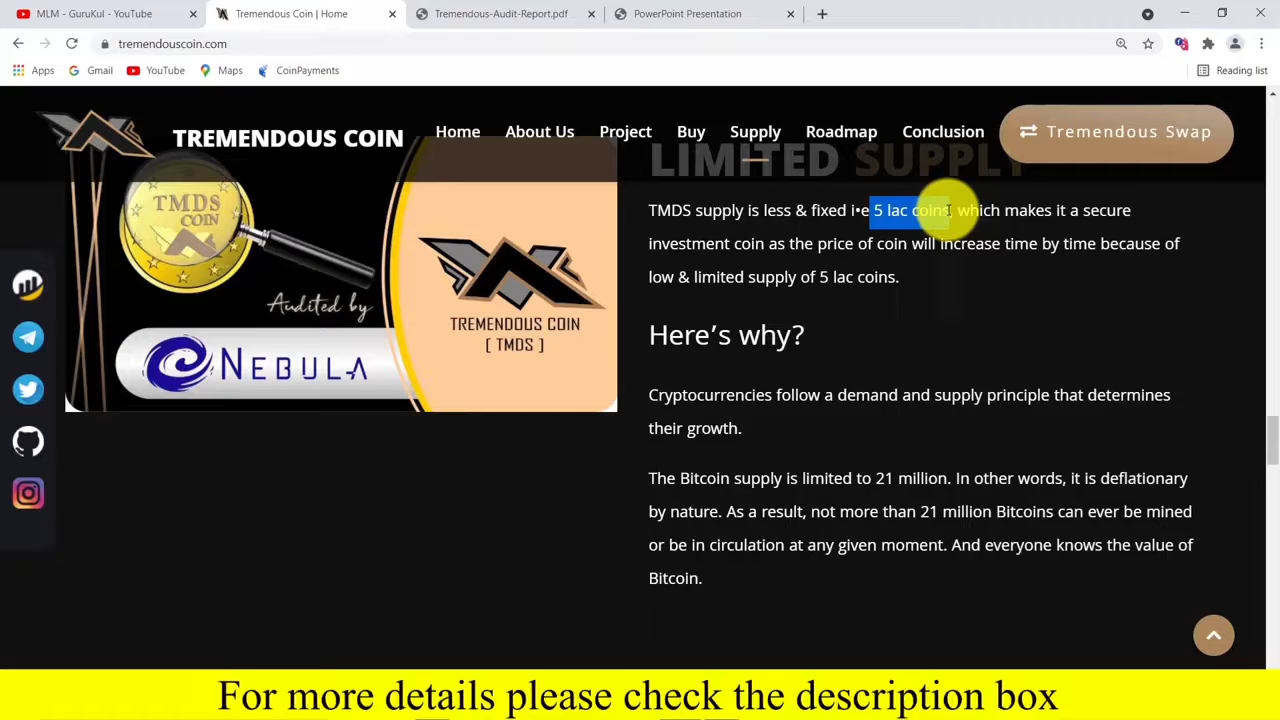 MLM - GuruKul - YouTube
Tremendous Coin | Home
Tremendous-Audit-Report.pdf
PowerPoint Presentation
tremendouscoin.com
Apps
Gmail
YouTube
Maps
CoinPayments
Reading list
TREMENDOUS COIN
Home
About Us
Project
Buy
Supply
Roadmap
Conclusion
Tremendous Swap
TMDS
COIN
Audited by
NEBULA
TREMENDOUS COIN
[ TMDS ]
LIMITED SUPPLY
TMDS supply is less & fixed i•e 5 lac coins, which makes it a secure
investment coin as the price of coin will increase time by time because of
low & limited supply of 5 lac coins.
Here’s why?
Cryptocurrencies follow a demand and supply principle that determines
their growth.
The Bitcoin supply is limited to 21 million. In other words, it is deflationary
by nature. As a result, not more than 21 million Bitcoins can ever be mined
or be in circulation at any given moment. And everyone knows the value of
Bitcoin.
For more details please check the description box